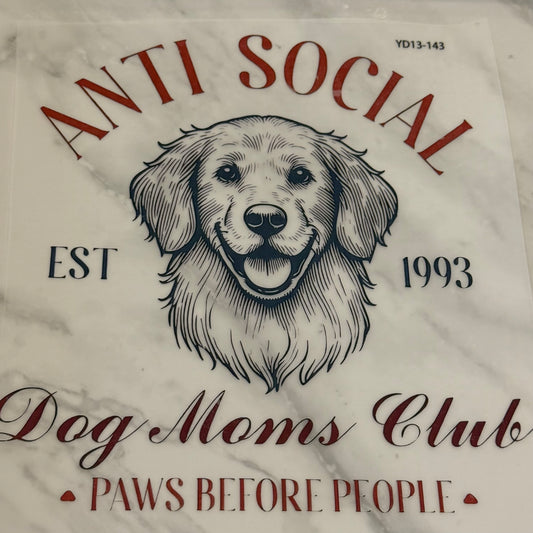 YD13-143
ANTI SOCIAL
EST 1993
Dog Moms Club
PAWS BEFORE PEOPLE